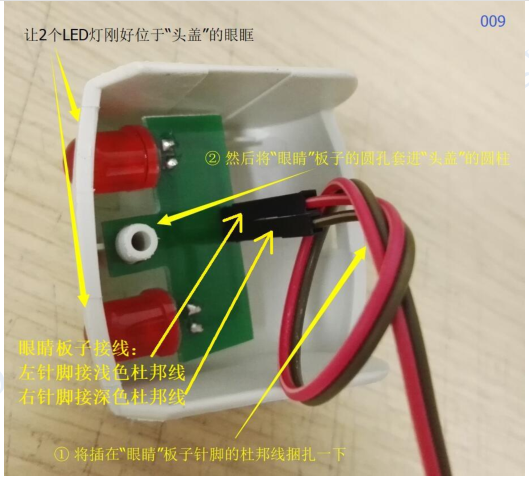 009
让2个LED灯刚好位于“头盖”的眼眶
② 然后将“眼睛”板子的圆孔套进“头盖”的圆柱
眼睛板子接线：
左针脚接浅色杜邦线
右针脚接深色杜邦线
① 将插在“眼睛”板子针脚的杜邦线捆扎一下